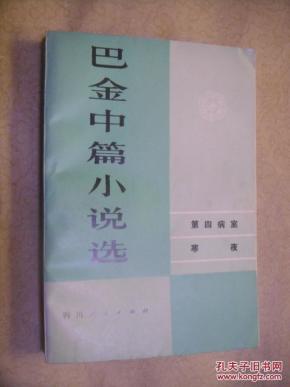 巴金中篇小说选
第四病室
寒夜
四川人民出版社
孔夫子旧书网